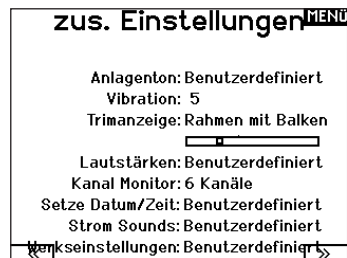 zus. Einstellungen MENÜ
Anlagenton: Benutzerdefiniert
Vibration: 5
Trimanzeige: Rahmen mit Balken
Lautstärken: Benutzerdefiniert
Kanal Monitor: 6 Kanäle
Setze Datum/Zeit: Benutzerdefiniert
Strom Sounds: Benutzerdefiniert
Werkseinstellungen: Benutzerdefiniert
« »